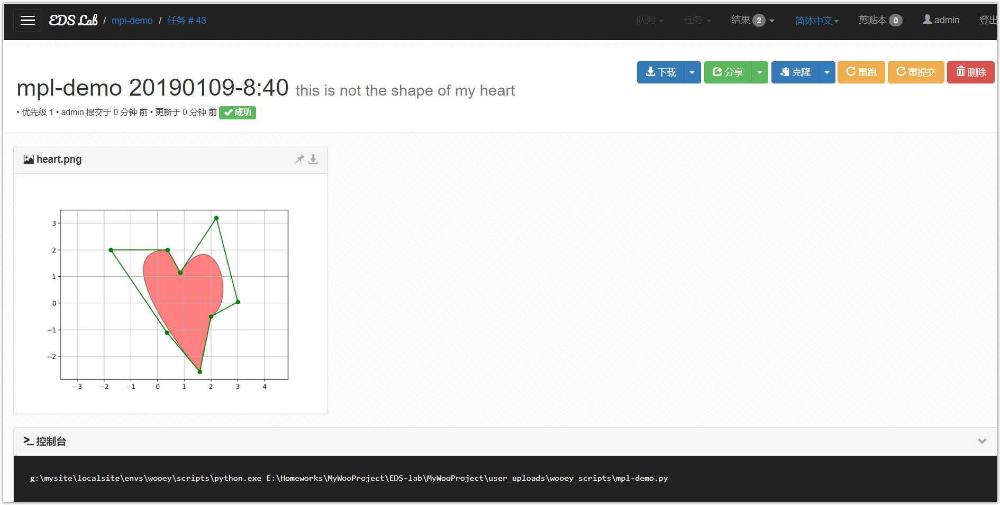 EDS Lab / mpl-demo / 任务 # 43
队列 任务 结果 2 简体中文 剪贴本 0 admin 登出
下载 分享 克隆 重跑 重提交 删除
mpl-demo 20190109-8:40 this is not the shape of my heart
• 优先级 1 • admin 提交于 0 分钟 前 • 更新于 0 分钟 前 成功
heart.png
3
2
1
0
−1
−2
−3 −2 −1 0 1 2 3 4
控制台
g:\mysite\localsite\envs\wooey\scripts\python.exe E:\Homeworks\MyWooProject\EDS-lab\MyWooProject\user_uploads\wooey_scripts\mpl-demo.py